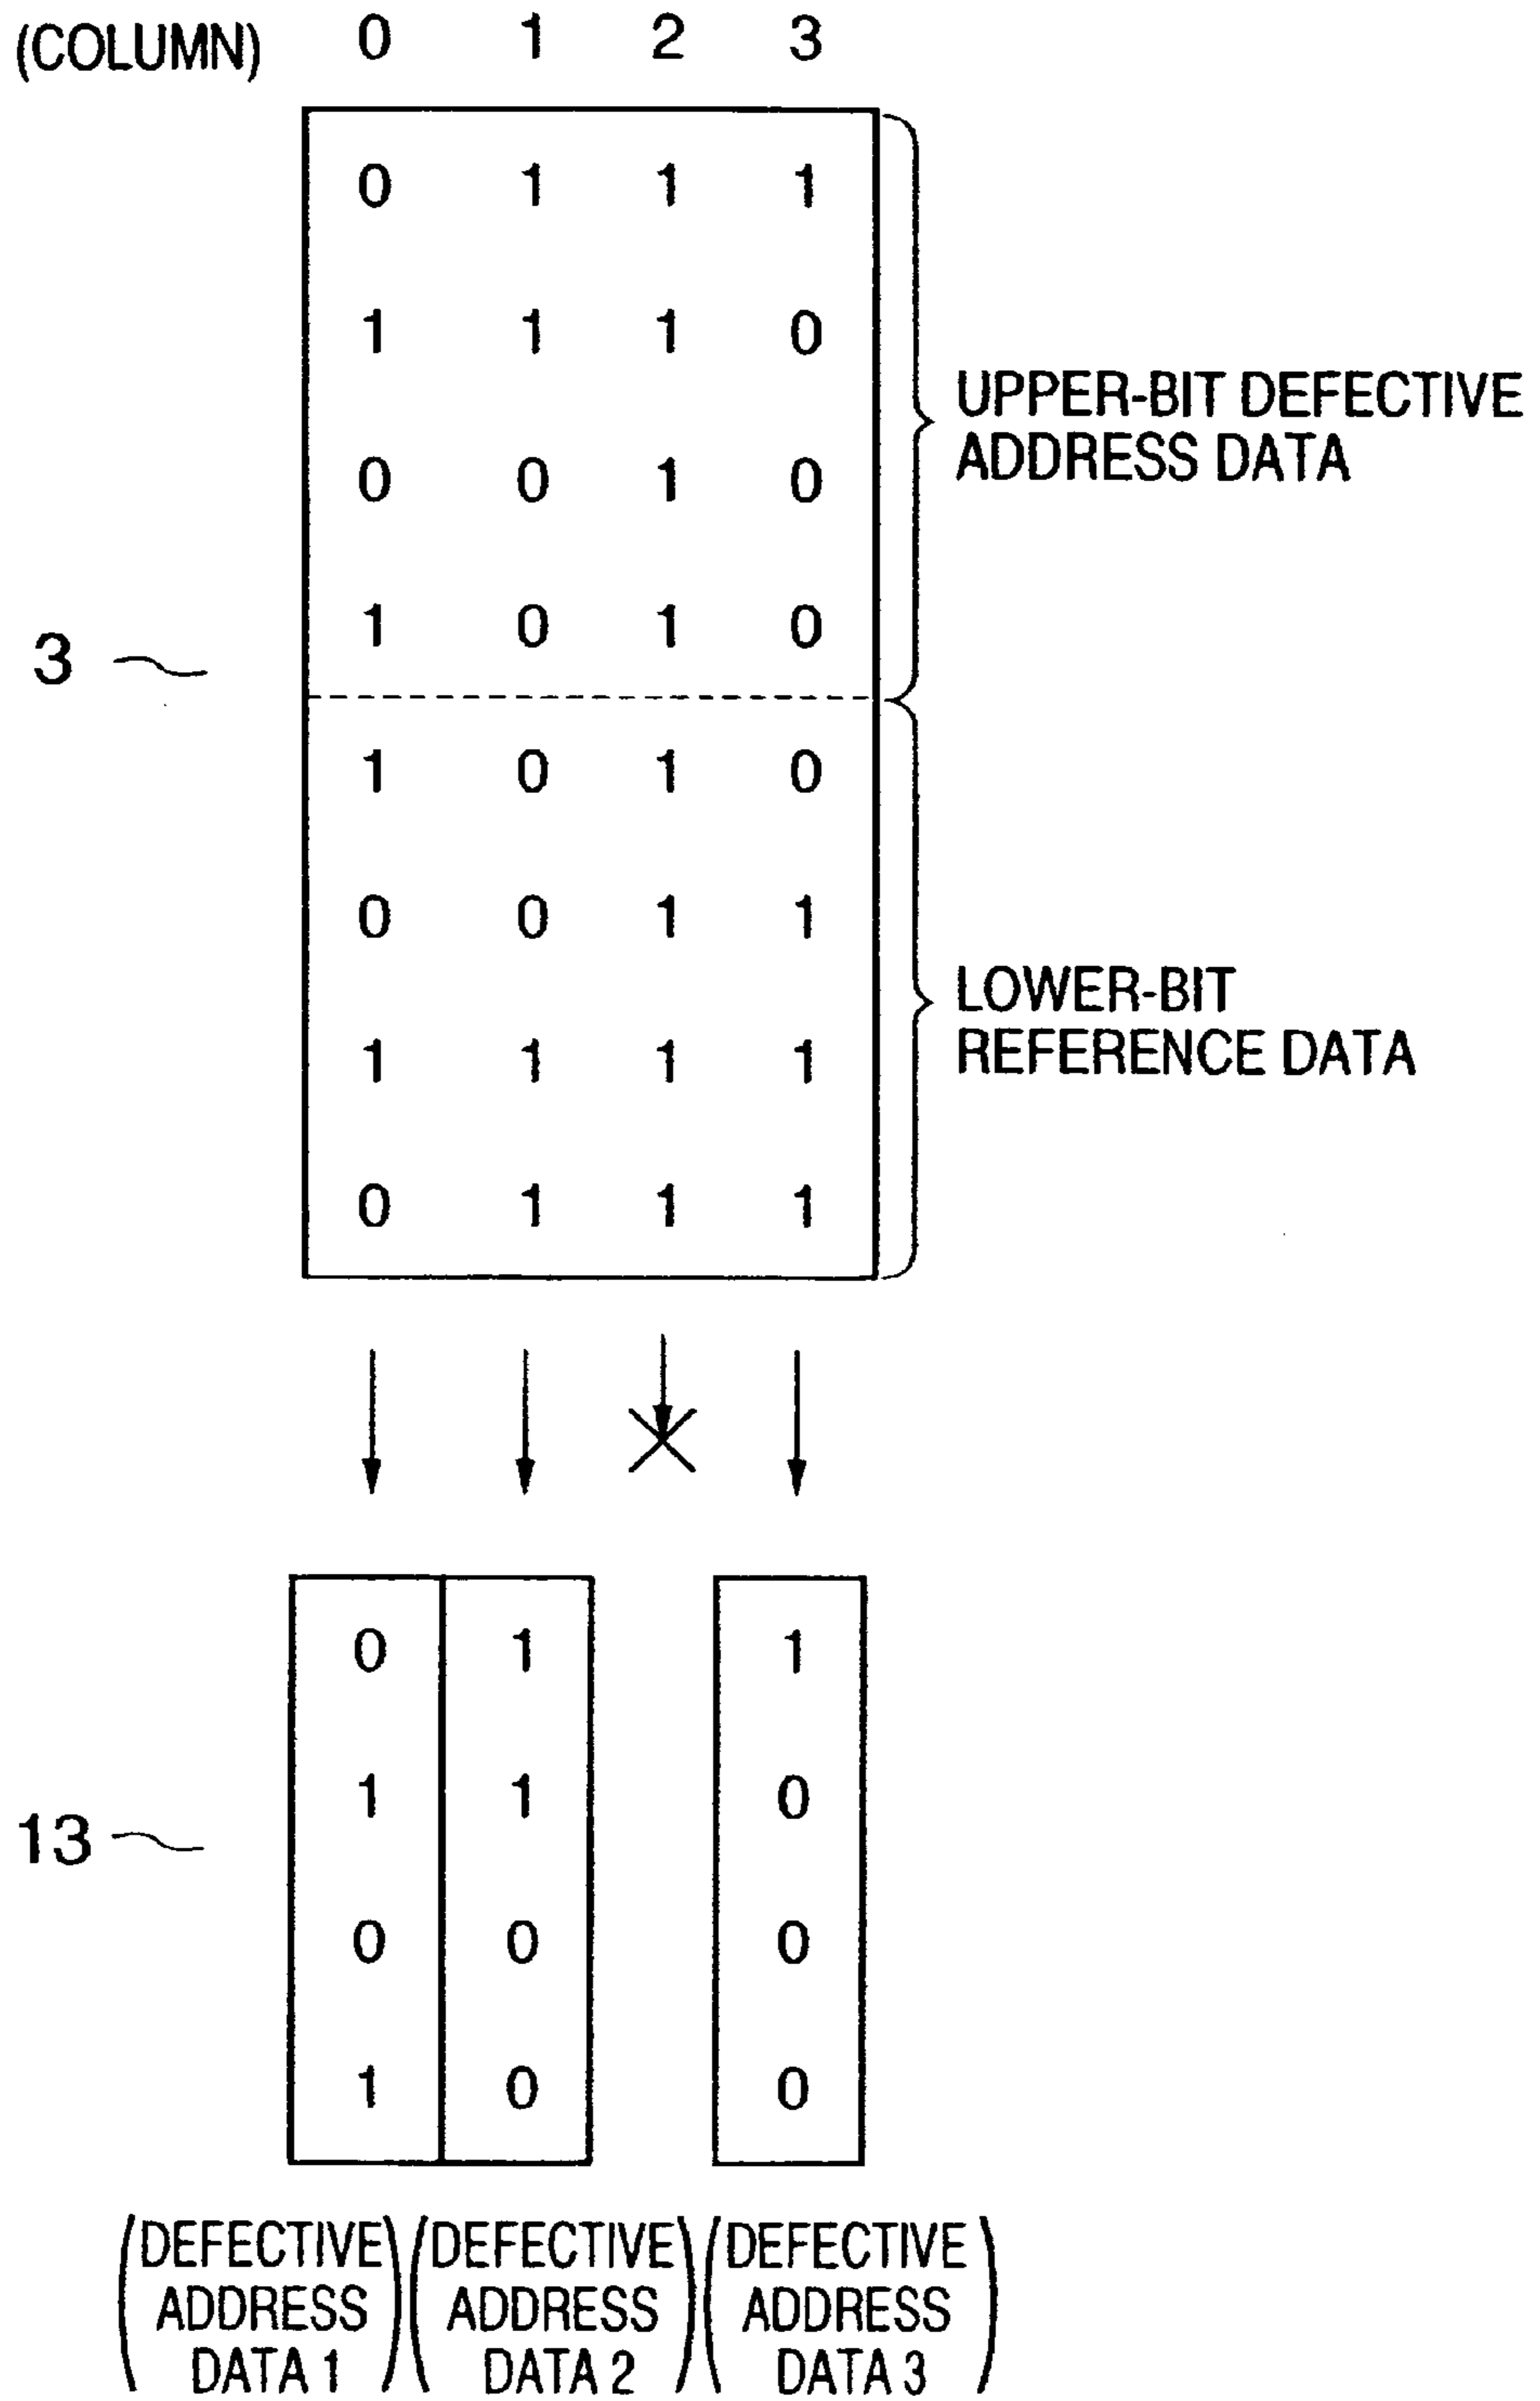 (COLUMN) 0 1 2 3
0 1 1 1
1 1 1 0
0 0 1 0
1 0 1 0
UPPER-BIT DEFECTIVE
ADDRESS DATA
3
1 0 1 0
0 0 1 1
1 1 1 1
0 1 1 1
LOWER-BIT
REFERENCE DATA
0 1 1
1 1 0
0 0 0
1 0 0
13
(DEFECTIVE ADDRESS DATA 1)
(DEFECTIVE ADDRESS DATA 2)
(DEFECTIVE ADDRESS DATA 3)